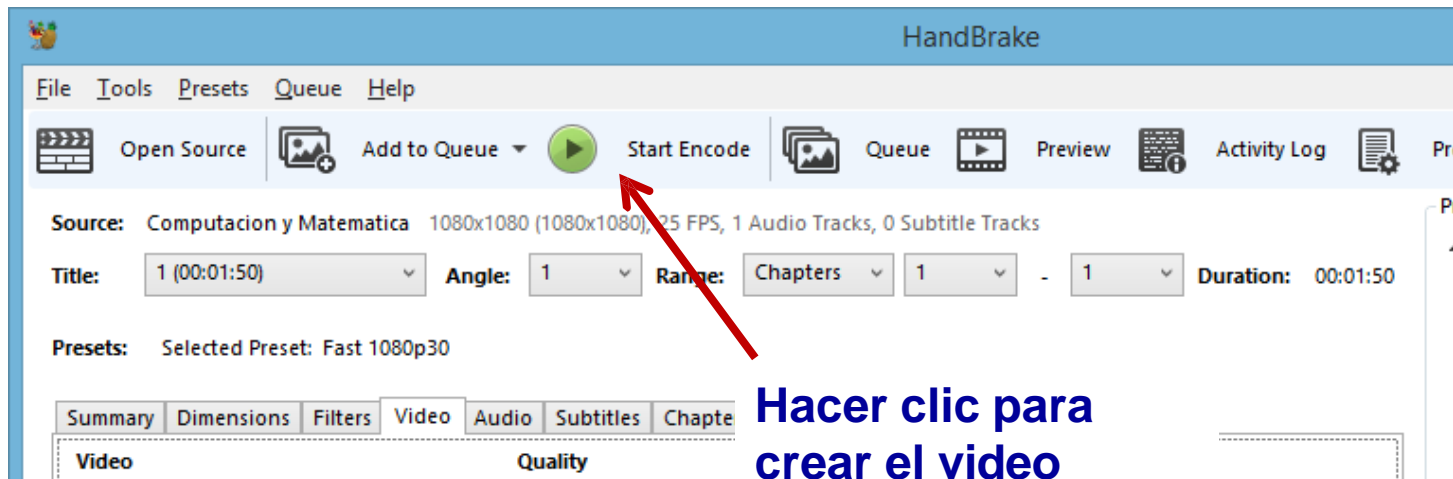 HandBrake
File Tools Presets Queue Help
Open Source Add to Queue Start Encode Queue Preview Activity Log
Source: Computacion y Matematica 1080x1080 (1080x1080), 25 FPS, 1 Audio Tracks, 0 Subtitle Tracks
Title: 1 (00:01:50) Angle: 1 Range: Chapters 1 - 1 Duration: 00:01:50
Presets: Selected Preset: Fast 1080p30
Summary Dimensions Filters Video Audio Subtitles
Hacer clic para
crear el video
Video Quality